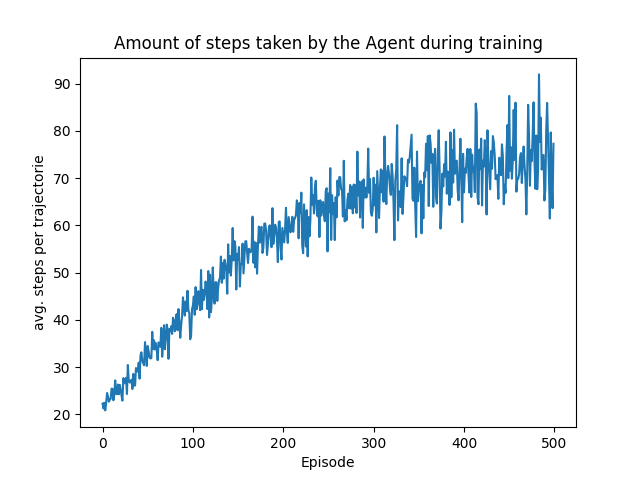 Amount of steps taken by the Agent during training
avg. steps per trajectorie
90
80
70
60
50
40
30
20
0 100 200 300 400 500
Episode